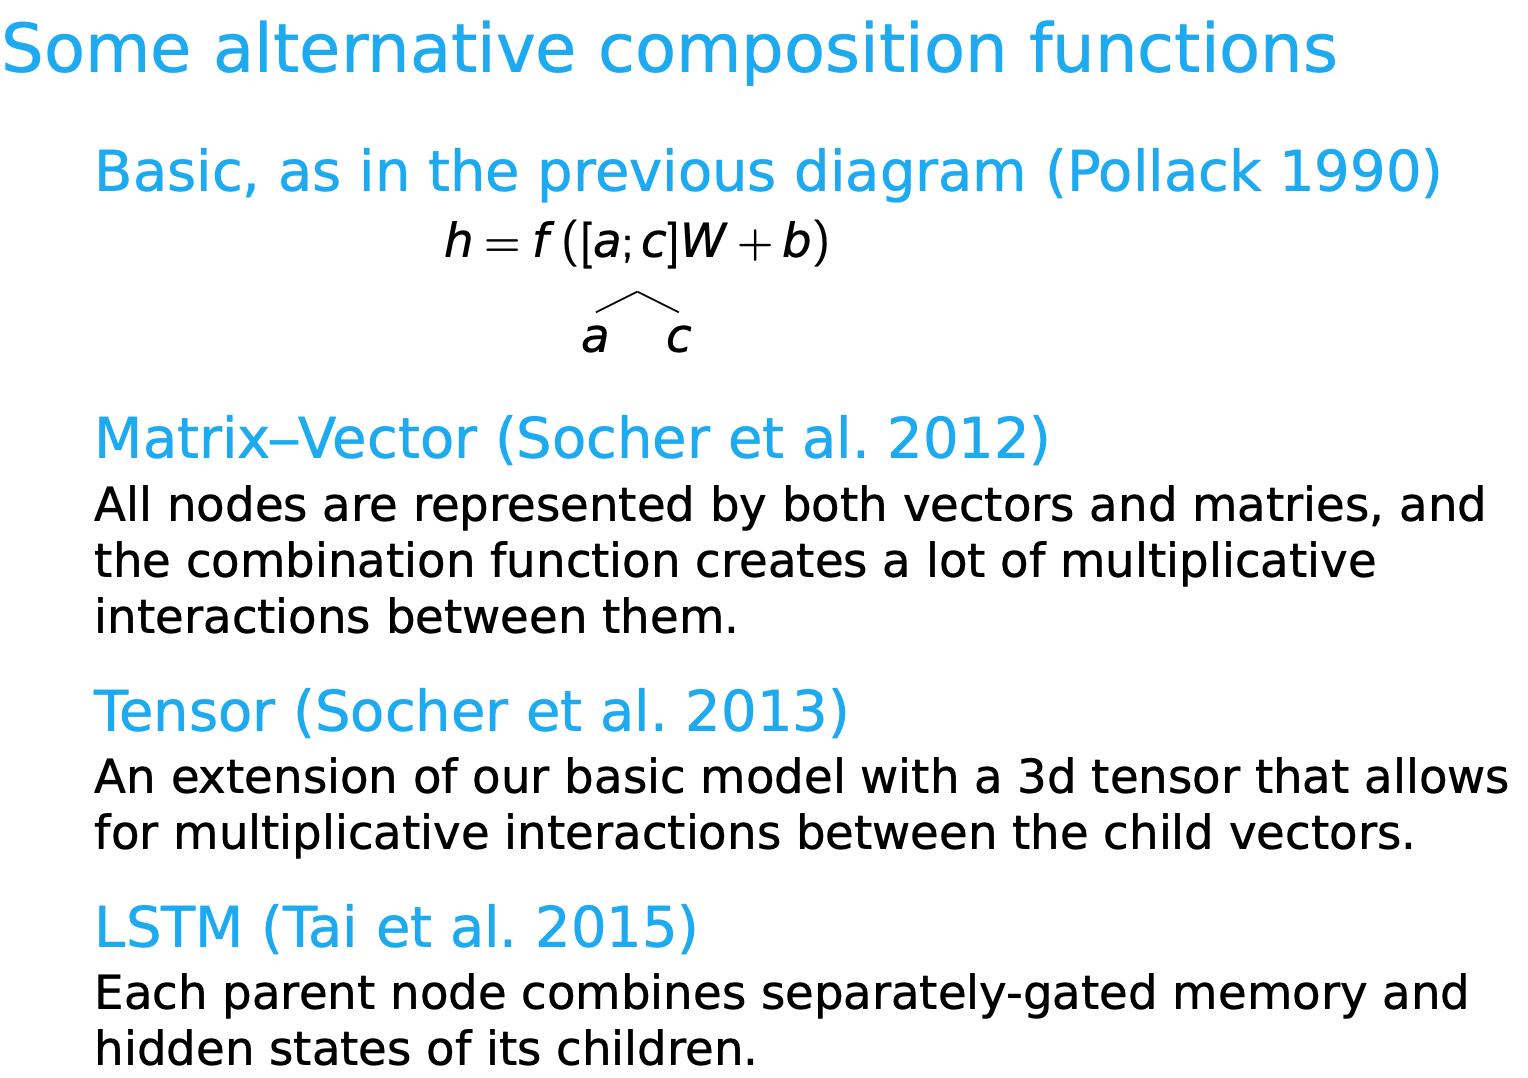 Some alternative composition functions
Basic, as in the previous diagram (Pollack 1990)
h = f ([a; c]W + b)
a c
Matrix–Vector (Socher et al. 2012)
All nodes are represented by both vectors and matries, and
the combination function creates a lot of multiplicative
interactions between them.
Tensor (Socher et al. 2013)
An extension of our basic model with a 3d tensor that allows
for multiplicative interactions between the child vectors.
LSTM (Tai et al. 2015)
Each parent node combines separately-gated memory and
hidden states of its children.